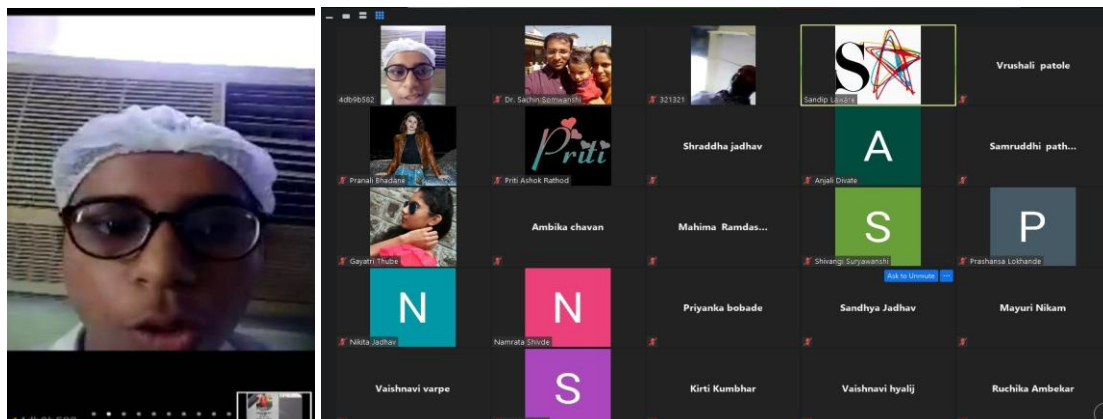 4db9b582
Dr. Sachin Somwanshi
321321
S
Sandip Laware
Vrushali patole
Pranali Bhadane
Priti
Priti Ashok Rathod
Shraddha jadhav
A
Anjali Divate
Samruddhi path...
Gayatri Thube
Ambika chavan
Mahima Ramdas...
S
Shivangi Suryawanshi
P
Prashansa Lokhande
Ask to Unmute ...
N
Nikita Jadhav
N
Namrata Shivde
Priyanka bobade
Sandhya Jadhav
Mayuri Nikam
Vaishnavi varpe
S
Kirti Kumbhar
Vaishnavi hyalij
Ruchika Ambekar